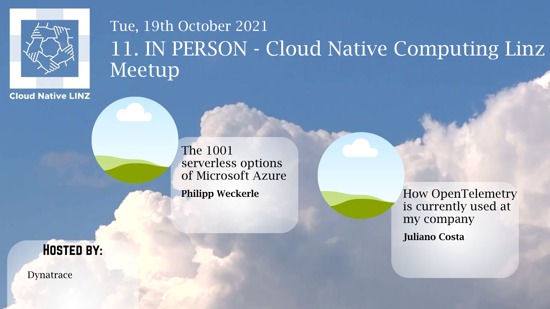 Tue, 19th October 2021
11. IN PERSON - Cloud Native Computing Linz
Meetup
Cloud Native LINZ
The 1001
serverless options
of Microsoft Azure
Philipp Weckerle
How OpenTelemetry
is currently used at
my company
Juliano Costa
HOSTED BY:
Dynatrace